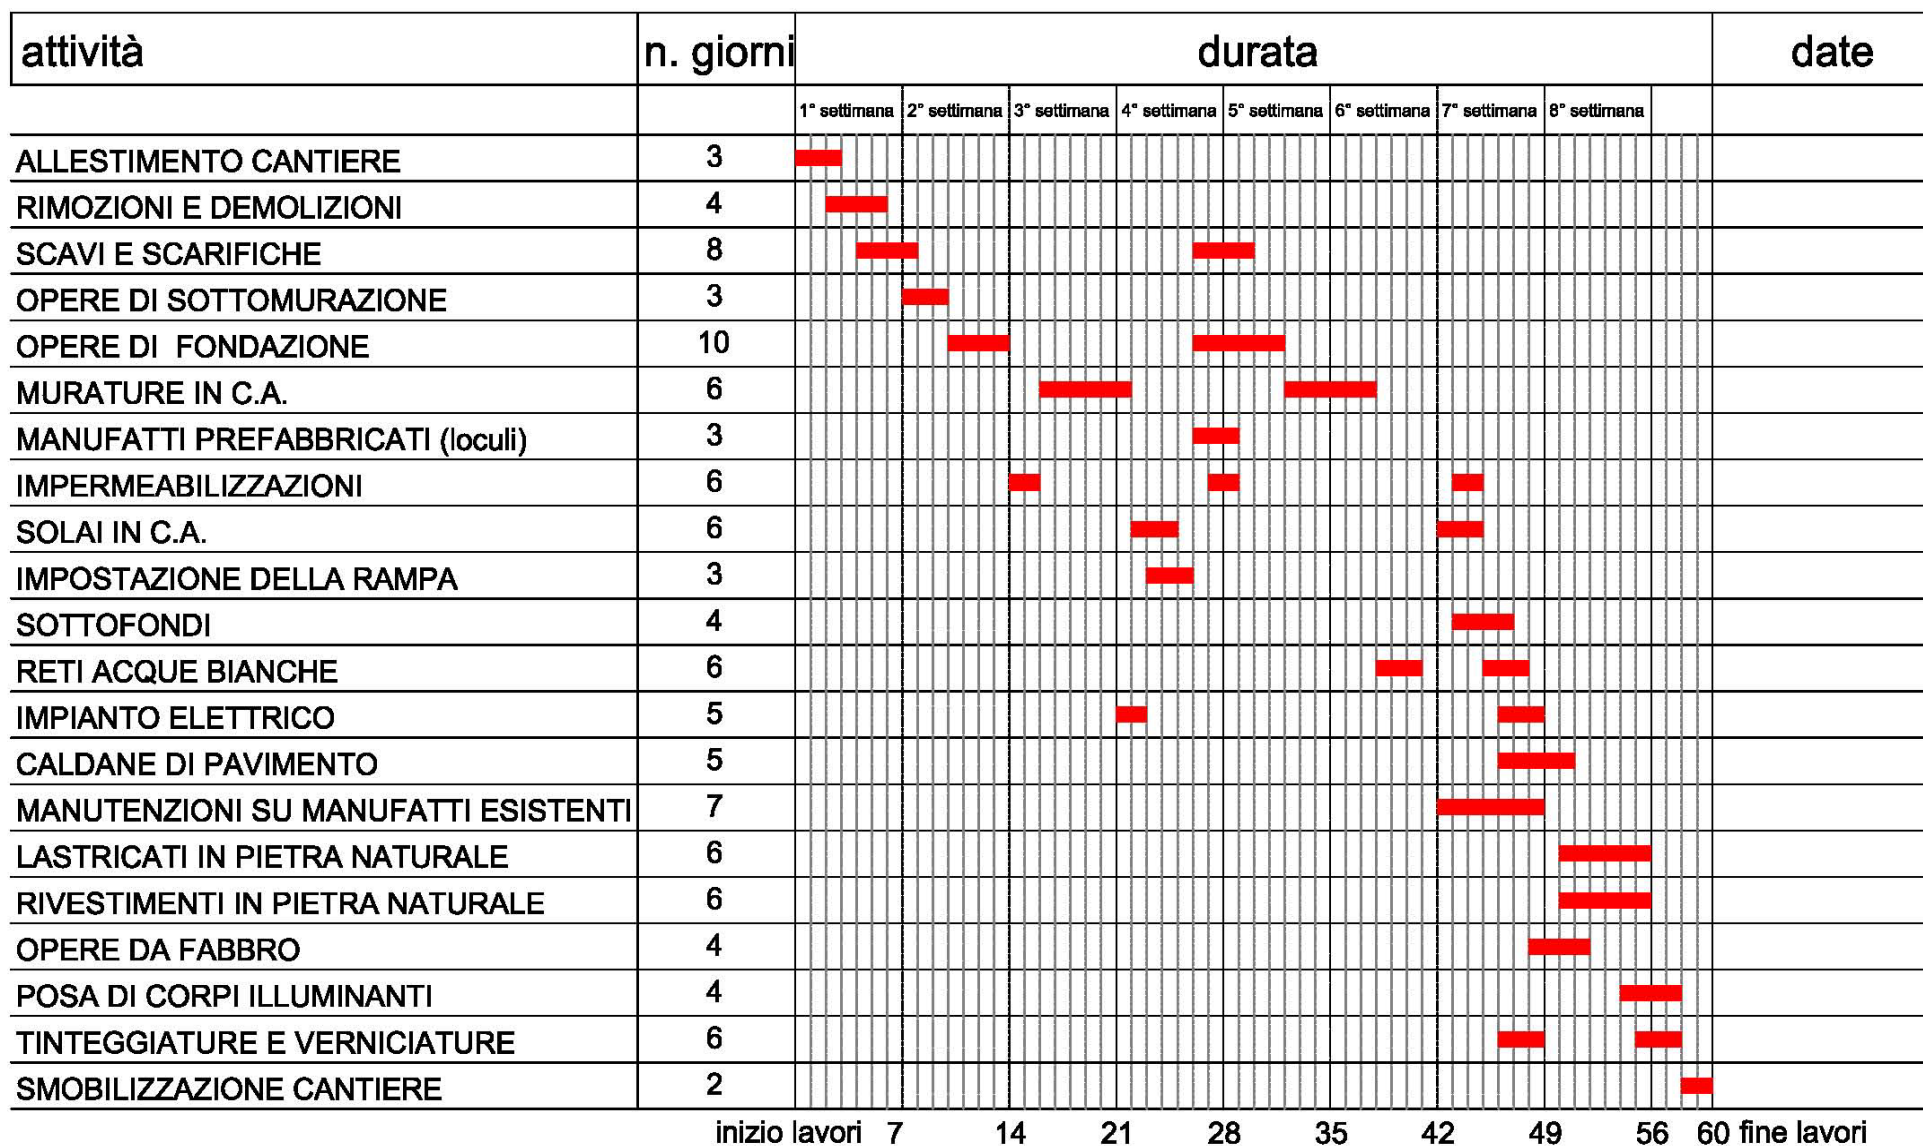 attività n. giorni durata date
1° settimana 2° settimana 3° settimana 4° settimana 5° settimana 6° settimana 7° settimana 8° settimana
ALLESTIMENTO CANTIERE 3
RIMOZIONI E DEMOLIZIONI 4
SCAVI E SCARIFICHE 8
OPERE DI SOTTOMURAZIONE 3
OPERE DI FONDAZIONE 10
MURATURE IN C.A. 6
MANUFATTI PREFABBRICATI (loculi) 3
IMPERMEABILIZZAZIONI 6
SOLAI IN C.A. 6
IMPOSTAZIONE DELLA RAMPA 3
SOTTOFONDI 4
RETI ACQUE BIANCHE 6
IMPIANTO ELETTRICO 5
CALDANE DI PAVIMENTO 5
MANUTENZIONI SU MANUFATTI ESISTENTI 7
LASTRICATI IN PIETRA NATURALE 6
RIVESTIMENTI IN PIETRA NATURALE 6
OPERE DA FABBRO 4
POSA DI CORPI ILLUMINANTI 4
TINTEGGIATURE E VERNICIATURE 6
SMOBILIZZAZIONE CANTIERE 2
inizio lavori 7 14 21 28 35 42 49 56 60 fine lavori